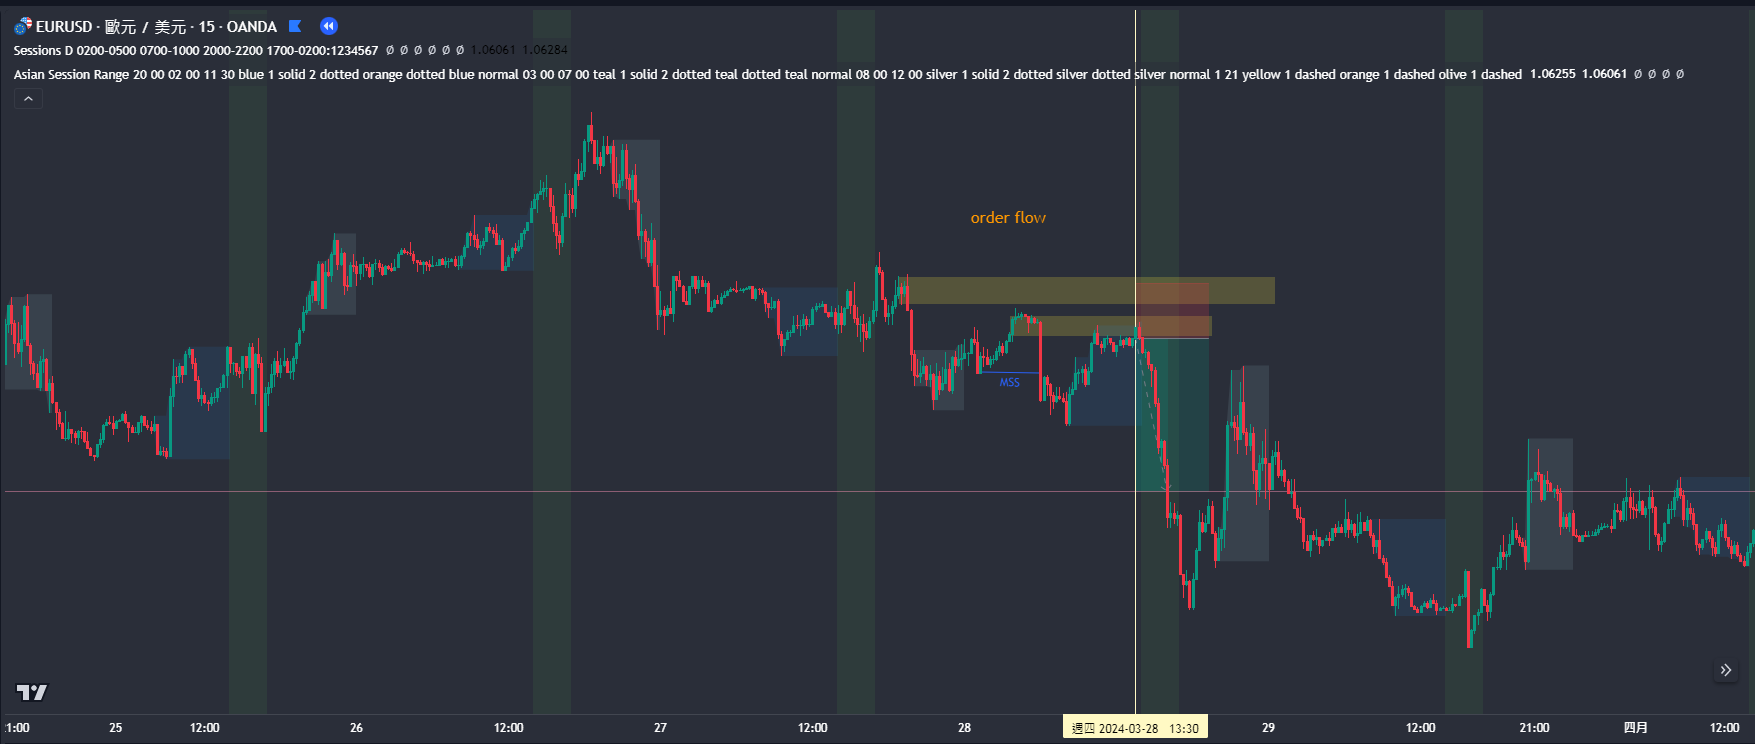 EURUSD · 歐元 / 美元 · 15 · OANDA
Sessions D 0200-0500 0700-1000 2000-2200 1700-0200:1234567 Ø Ø Ø Ø Ø Ø 1.06061 1.06284
Asian Session Range 20 00 02 00 11 30 blue 1 solid 2 dotted orange dotted blue normal 03 00 07 00 teal 1 solid 2 dotted teal dotted teal normal 08 00 12 00 silver 1 solid 2 dotted silver dotted silver normal 1 21 yellow 1 dashed orange 1 dashed olive 1 dashed 1.06255 1.06061 Ø Ø Ø Ø
order flow
MSS
1:00 25 12:00 26 12:00 27 12:00 28 週四 2024-03-28 13:30 29 12:00 21:00 四月 12:00